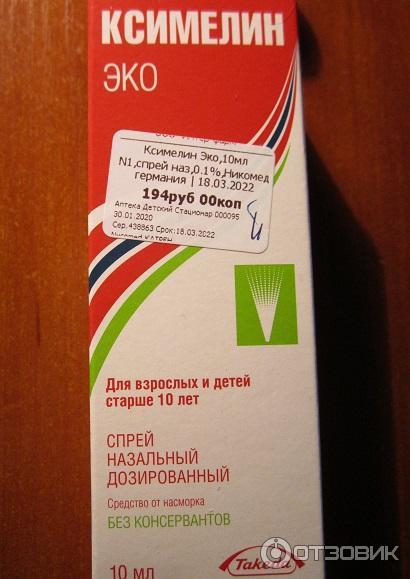 КСИМЕЛИН
ЭКО
Ксимелин Эко,10мл
N1,спрей наз,0.1%,Никомед
германия | 18.03.2022
194руб 00коп
Аптека Детский Стационар 000095
30.01.2020
Сер.438863 Срок:18.03.2022
Для взрослых и детей
старше 10 лет
СПРЕЙ
НАЗАЛЬНЫЙ
ДОЗИРОВАННЫЙ
Средство от насморка
БЕЗ КОНСЕРВАНТОВ
10 мл
Takeda
ОТЗОВИК